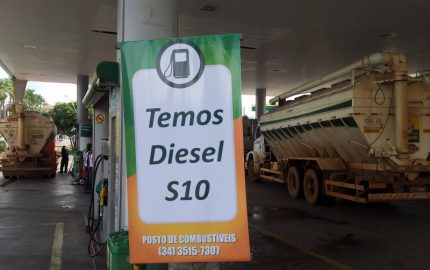 Temos
Diesel
S10
POSTO DE COMBUSTÍVEIS
(34) 3515-7307